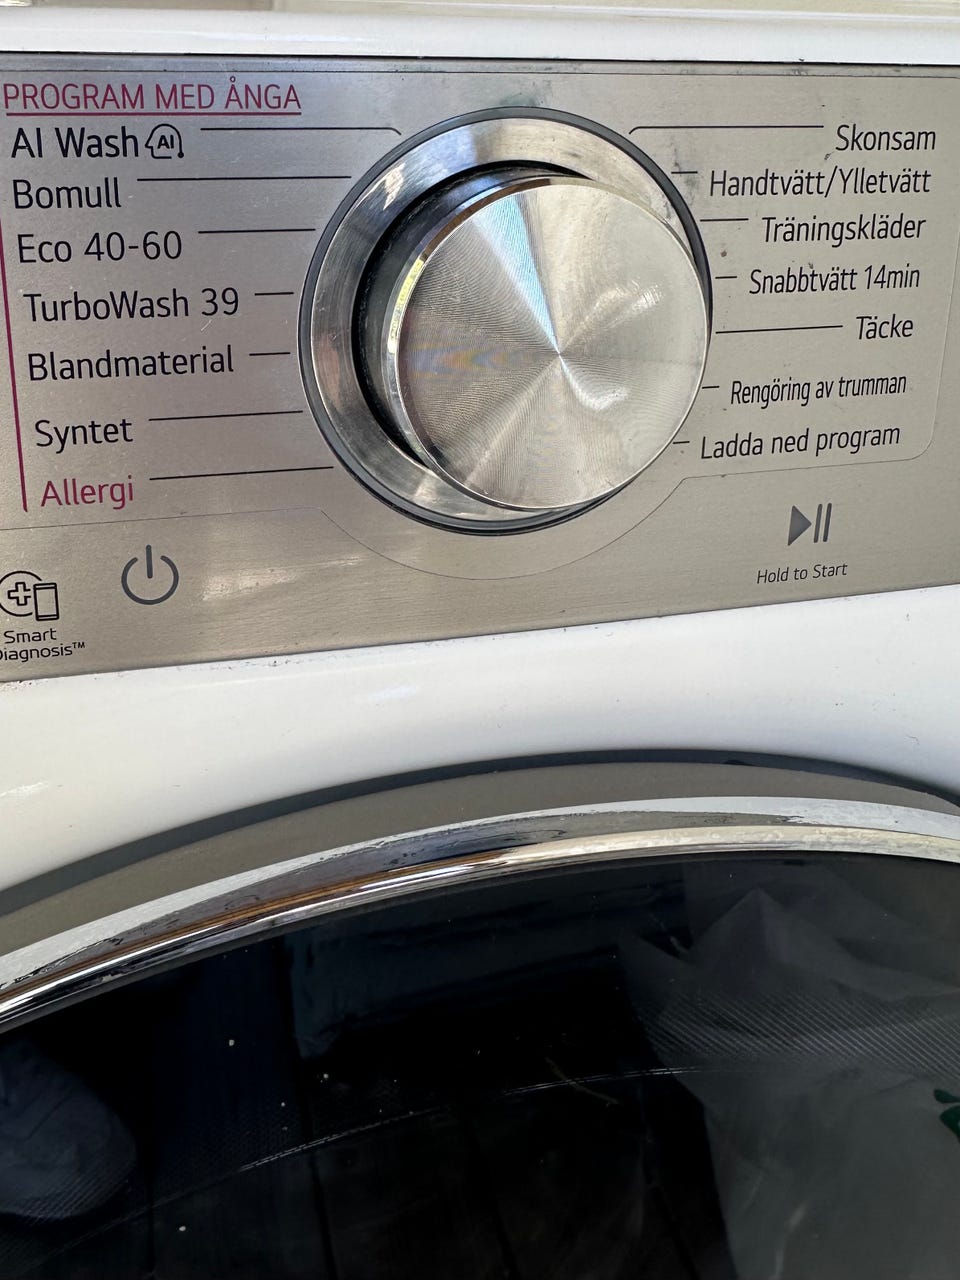 PROGRAM MED ÅNGA
AI Wash AI
Bomull
Eco 40-60
TurboWash 39
Blandmaterial
Syntet
Allergi
Skonsam
Handtvätt/Ylletvätt
Träningskläder
Snabbtvätt 14min
Täcke
Rengöring av trumman
Ladda ned program
Hold to Start
Smart
Diagnosis™